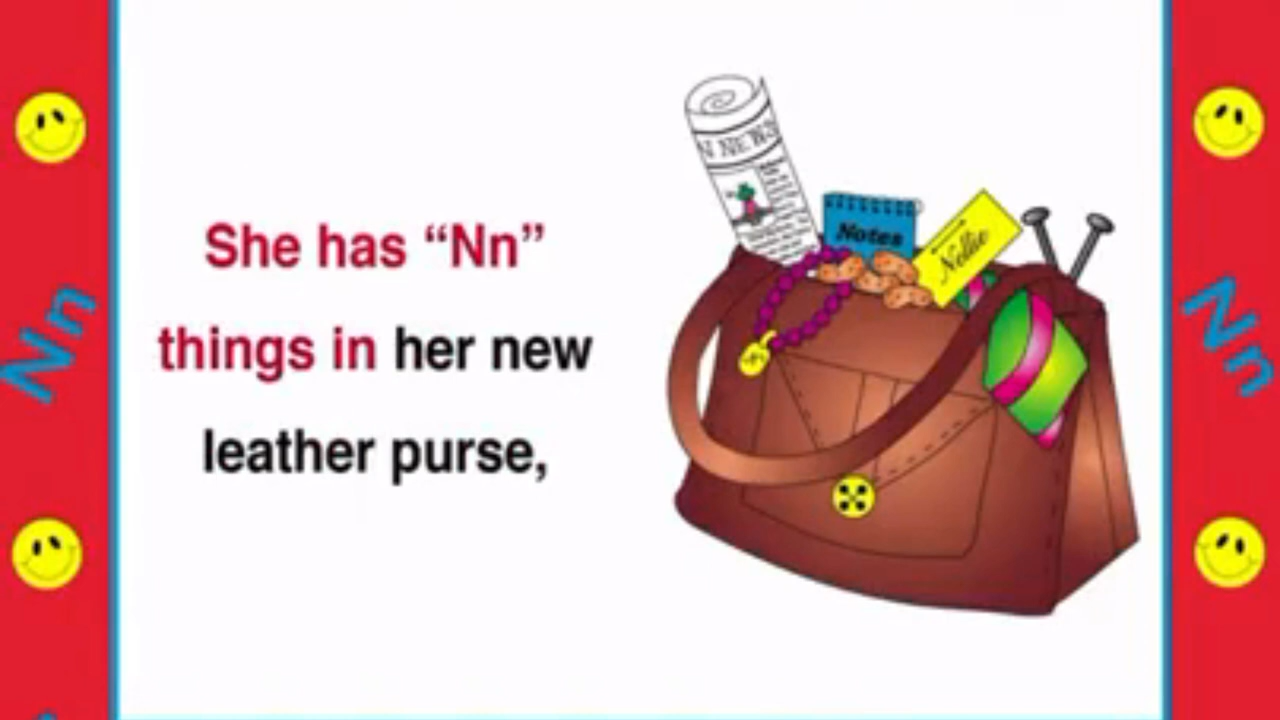 She has “Nn”
things in her new
leather purse,
N NEWS
Notes
Nellie
Nn
Nn